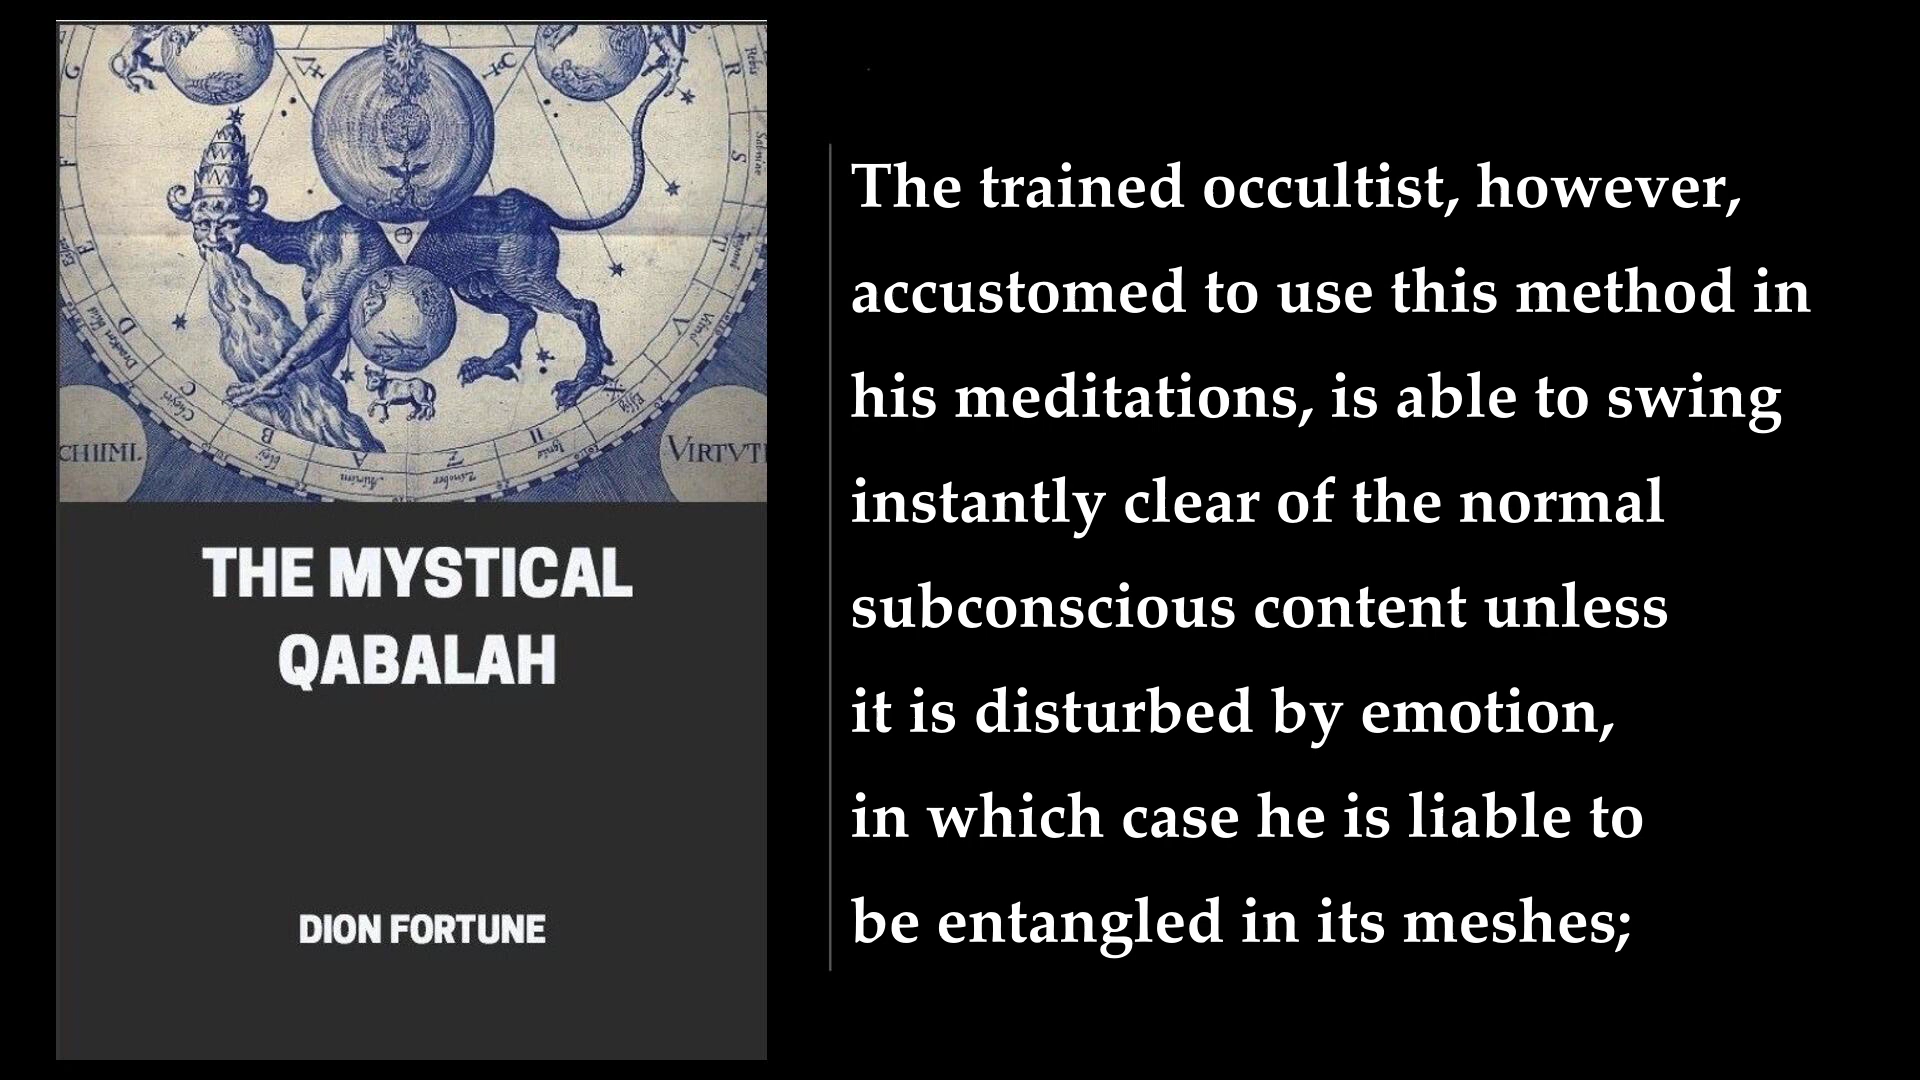 THE MYSTICAL
QABALAH
DION FORTUNE
CHIIMI.
VIRTVT
The trained occultist, however,
accustomed to use this method in
his meditations, is able to swing
instantly clear of the normal
subconscious content unless
it is disturbed by emotion,
in which case he is liable to
be entangled in its meshes;